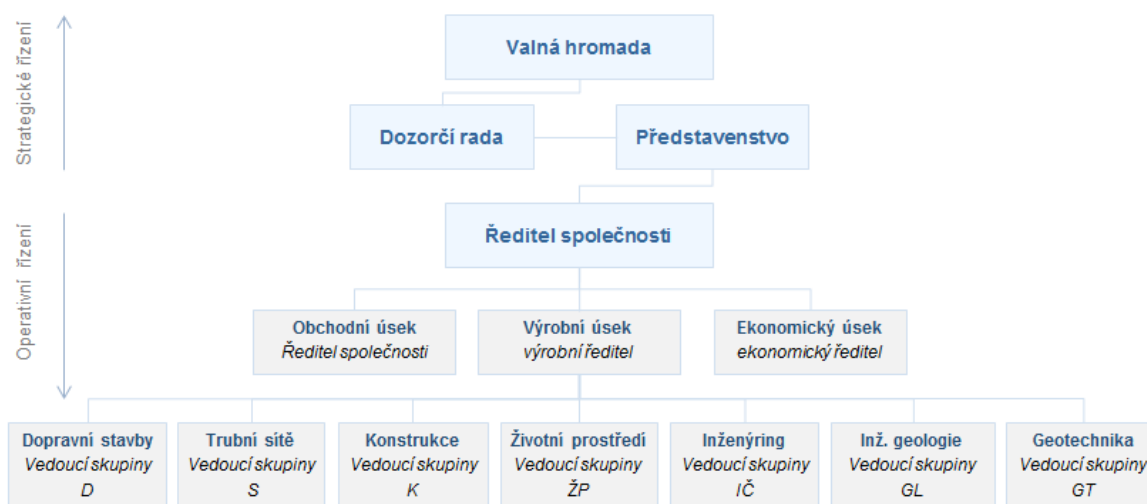 Strategické řízení
Valná hromada
Dozorčí rada
Představenstvo
Operativní řízení
Ředitel společnosti
Obchodní úsek
Ředitel společnosti
Výrobní úsek
výrobní ředitel
Ekonomický úsek
ekonomický ředitel
Dopravní stavby
Vedoucí skupiny
D
Trubní sítě
Vedoucí skupiny
S
Konstrukce
Vedoucí skupiny
K
Životní prostředí
Vedoucí skupiny
ŽP
Inženýring
Vedoucí skupiny
IČ
Inž. geologie
Vedoucí skupiny
GL
Geotechnika
Vedoucí skupiny
GT